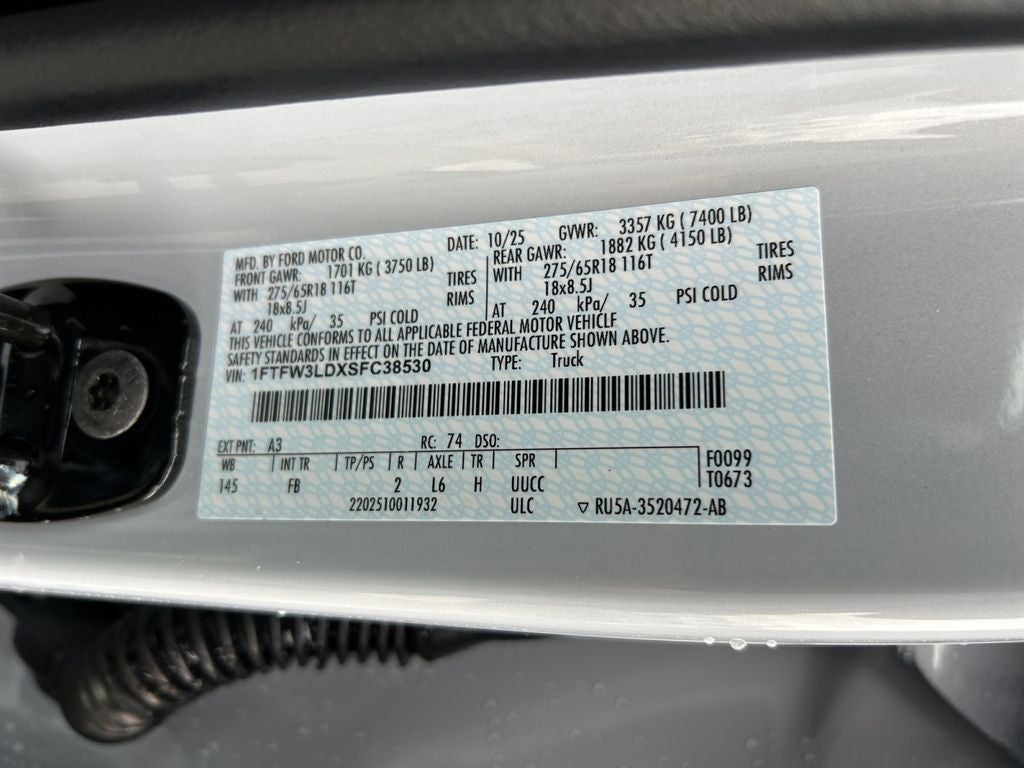 MFD. BY FORD MOTOR CO. DATE: 10/25 GVWR: 3357 KG ( 7400 LB)
FRONT GAWR: 1701 KG ( 3750 LB) REAR GAWR: 1882 KG ( 4150 LB)
WITH 275/65R18 116T TIRES WITH 275/65R18 116T TIRES
18x8.5J RIMS 18x8.5J RIMS
AT 240 kPa/ 35 PSI COLD AT 240 kPa/ 35 PSI COLD
THIS VEHICLE CONFORMS TO ALL APPLICABLE FEDERAL MOTOR VEHICLE
SAFETY STANDARDS IN EFFECT ON THE DATE OF MANUFACTURE SHOWN ABOVE.
VIN: 1FTFW3LDXSFC38530 TYPE: Truck
EXT PNT: A3 RC: 74 DSO:
WB INT TR TP/PS R AXLE TR SPR F0099
145 FB 2 L6 H UUCC T0673
2202510011932 ULC ▽ RU5A-3520472-AB